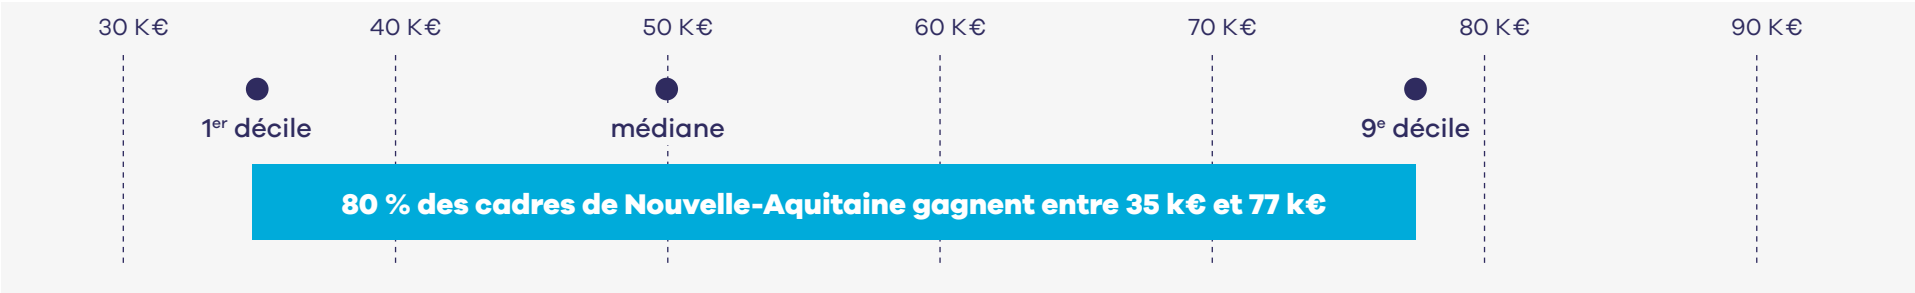 30 K€ 40 K€ 50 K€ 60 K€ 70 K€ 80 K€ 90 K€
1er décile médiane 9e décile
80 % des cadres de Nouvelle-Aquitaine gagnent entre 35 k€ et 77 k€